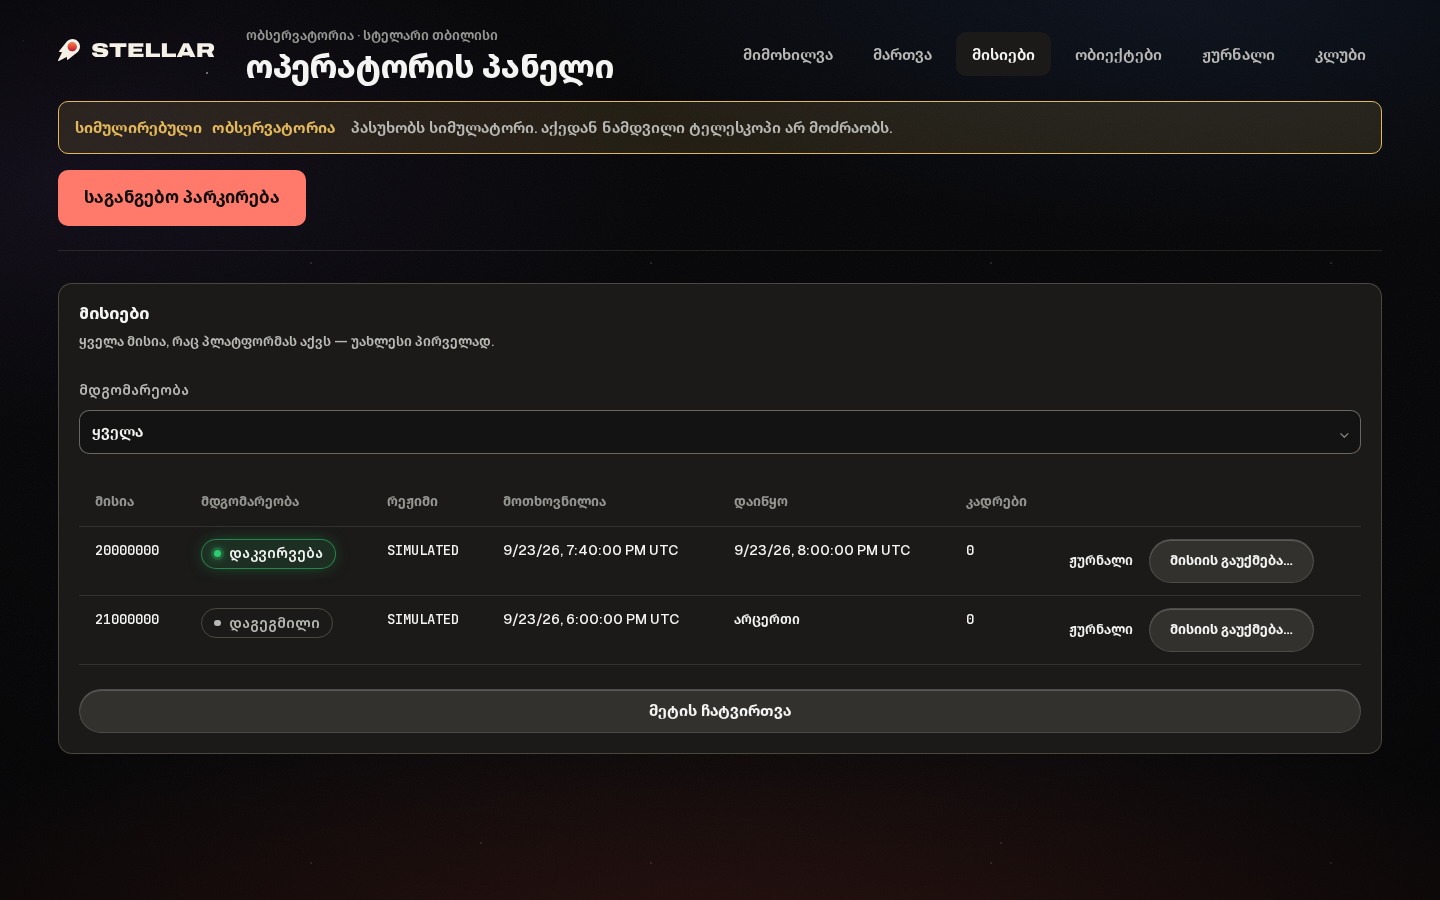 STELLAR
ობსერვატორია · სტელარი თბილისი
ოპერატორის პანელი
მიმოხილვა
მართვა
მისიები
ობიექტები
ჟურნალი
კლუბი
სიმულირებული ობსერვატორია პასუხობს სიმულატორი. აქედან ნამდვილი ტელესკოპი არ მოძრაობს.
საგანგებო პარკირება
მისიები
ყველა მისია, რაც პლატფორმას აქვს — უახლესი პირველად.
მდგომარეობა
ყველა
მისია მდგომარეობა რეჟიმი მოთხოვნილია დაიწყო კადრები
20000000 დაკვირვება SIMULATED 9/23/26, 7:40:00 PM UTC 9/23/26, 8:00:00 PM UTC 0 ჟურნალი მისიის გაუქმება…
21000000 დაგეგმილი SIMULATED 9/23/26, 6:00:00 PM UTC არცერთი 0 ჟურნალი მისიის გაუქმება…
მეტის ჩატვირთვა